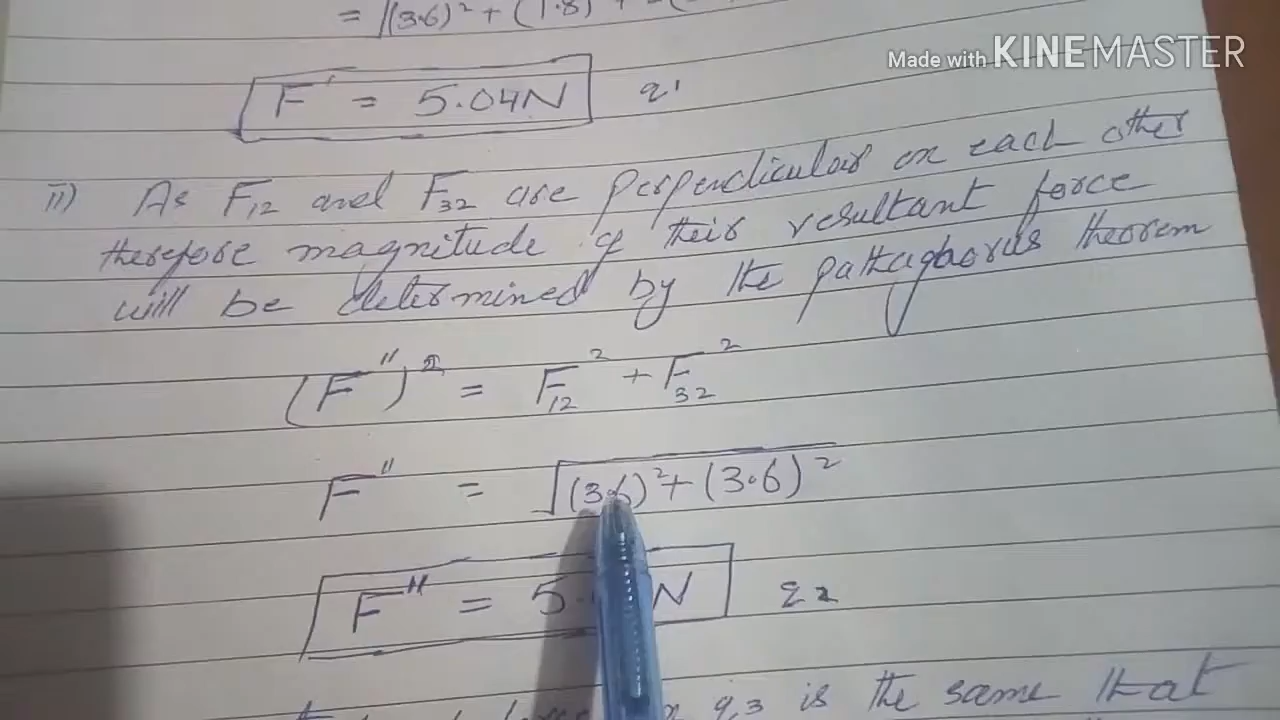 = √(3.6)² + (1.8)
Made with KINEMASTER
F' = 5.04N q1
ii) As F12 and F32 are perpendicular on each other
therefore magnitude of their resultant force
will be determined by the pathaghorus theorem
(F'')² = F12² + F32²
F'' = √(3.6)² + (3.6)²
F'' = 5. N q2
q3 is the same that